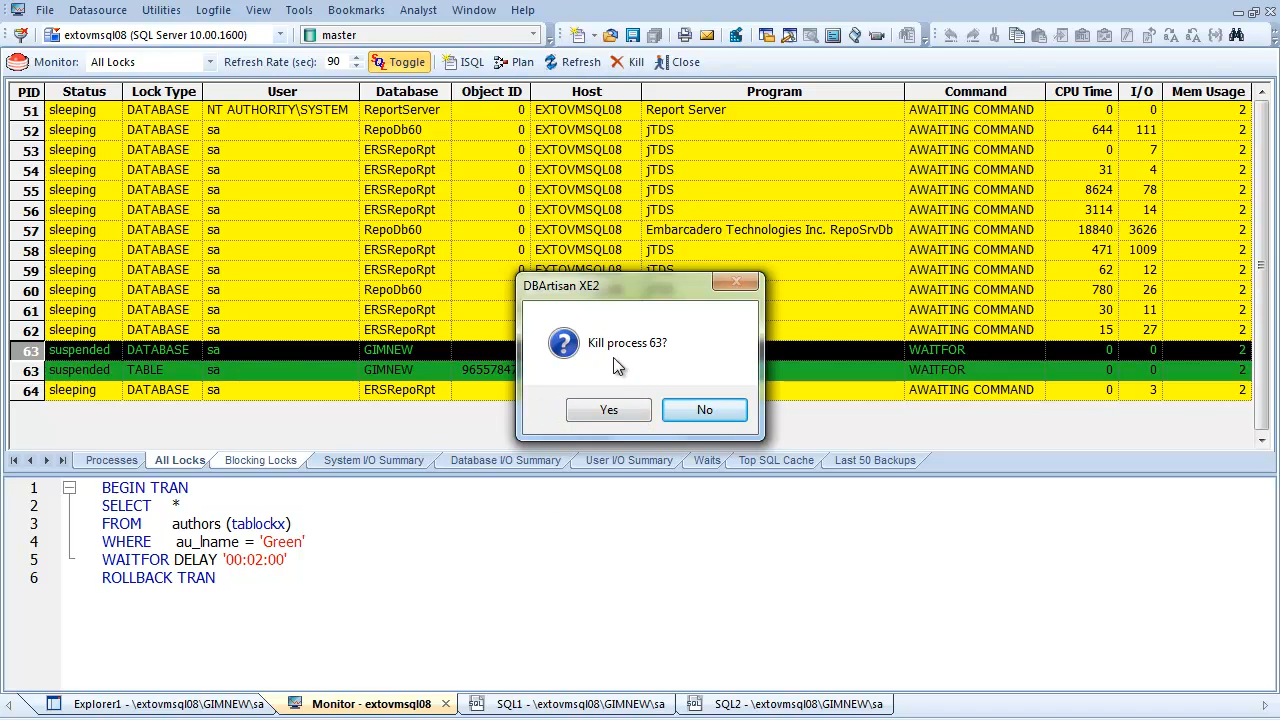 File Datasource Utilities Logfile View Tools Bookmarks Analyst Window Help
extovmsql08 (SQL Server 10.00.1600) master
Monitor: All Locks Refresh Rate (sec): 90 Toggle ISQL Plan Refresh Kill Close
PID Status Lock Type User Database Object ID Host Program Command CPU Time I/O Mem Usage
51 sleeping DATABASE NT AUTHORITY\SYSTEM ReportServer 0 EXTOVMSQL08 Report Server AWAITING COMMAND 0 0 2
52 sleeping DATABASE sa RepoDb60 0 EXTOVMSQL08 jTDS AWAITING COMMAND 644 111 2
53 sleeping DATABASE sa ERSRepoRpt 0 EXTOVMSQL08 jTDS AWAITING COMMAND 0 7 2
54 sleeping DATABASE sa ERSRepoRpt 0 EXTOVMSQL08 jTDS AWAITING COMMAND 31 4 2
55 sleeping DATABASE sa ERSRepoRpt 0 EXTOVMSQL08 jTDS AWAITING COMMAND 8624 78 2
56 sleeping DATABASE sa ERSRepoRpt 0 EXTOVMSQL08 jTDS AWAITING COMMAND 3114 14 2
57 sleeping DATABASE sa RepoDb60 0 EXTOVMSQL08 Embarcadero Technologies Inc. RepoSrvDb AWAITING COMMAND 18840 3626 2
58 sleeping DATABASE sa ERSRepoRpt 0 EXTOVMSQL08 jTDS AWAITING COMMAND 471 1009 2
59 sleeping DATABASE sa ERSRepoRpt 0 EXTOVMSQL08 jTDS AWAITING COMMAND 62 12 2
60 sleeping DATABASE sa RepoDb60 AWAITING COMMAND 780 26 2
61 sleeping DATABASE sa ERSRepoRpt AWAITING COMMAND 30 11 2
62 sleeping DATABASE sa ERSRepoRpt AWAITING COMMAND 15 27 2
63 suspended DATABASE sa GIMNEW WAITFOR 0 0 2
63 suspended TABLE sa GIMNEW 96557847 WAITFOR 0 0 2
64 sleeping DATABASE sa ERSRepoRpt AWAITING COMMAND 0 3 2
DBArtisan XE2
Kill process 63?
Yes No
Processes All Locks Blocking Locks System I/O Summary Database I/O Summary User I/O Summary Waits Top SQL Cache Last 50 Backups
1 BEGIN TRAN
2 SELECT *
3 FROM authors (tablockx)
4 WHERE au_lname = 'Green'
5 WAITFOR DELAY '00:02:00'
6 ROLLBACK TRAN
Explorer1 - \extovmsql08\GIMNEW\sa Monitor - extovmsql08 SQL1 - \extovmsql08\GIMNEW\sa SQL2 - \extovmsql08\GIMNEW\sa